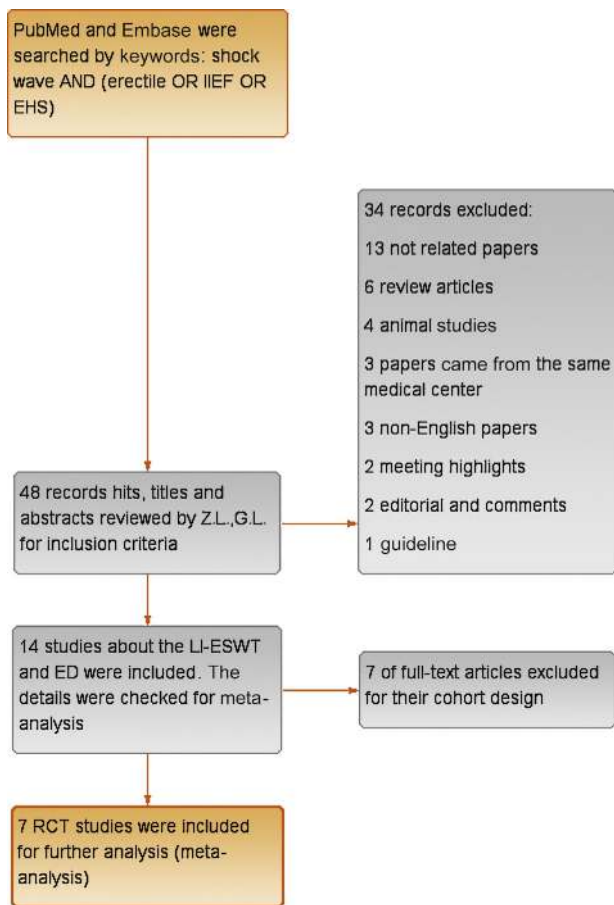 PubMed and Embase were
searched by keywords: shock
wave AND (erectile OR IIEF OR
EHS)
34 records excluded:
13 not related papers
6 review articles
4 animal studies
3 papers came from the same
medical center
3 non-English papers
2 meeting highlights
2 editorial and comments
1 guideline
48 records hits, titles and
abstracts reviewed by Z.L.,G.L.
for inclusion criteria
14 studies about the LI-ESWT
and ED were included. The
details were checked for meta-
analysis
7 of full-text articles excluded
for their cohort design
7 RCT studies were included
for further analysis (meta-
analysis)